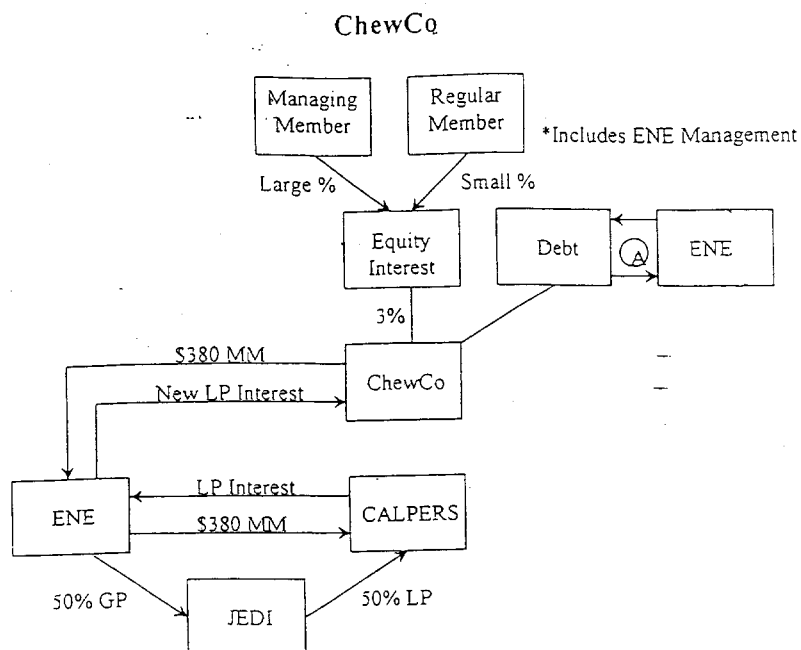 ChewCo
Managing
Member
Regular
Member
*Includes ENE Management
Large %
Small %
Equity
Interest
Debt
A
ENE
3%
$380 MM
New LP Interest
ChewCo
ENE
LP Interest
$380 MM
CALPERS
50% GP
JEDI
50% LP